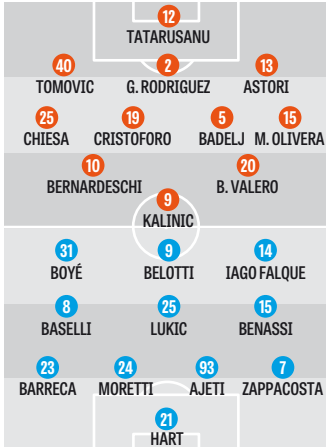 12
TATARUSANU
40 2 13
TOMOVIC G. RODRIGUEZ ASTORI
25 19 5 15
CHIESA CRISTOFORO BADELJ M. OLIVERA
10 20
BERNARDESCHI B. VALERO
9
KALINIC
31 9 14
BOYÉ BELOTTI IAGO FALQUE
8 25 15
BASELLI LUKIC BENASSI
23 24 93 7
BARRECA MORETTI AJETI ZAPPACOSTA
21
HART